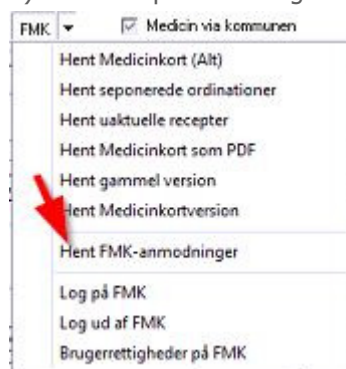 FMK Medicin via kommunen
Hent Medicinkort (Alt)
Hent seponerede ordinationer
Hent uaktuelle recepter
Hent Medicinkort som PDF
Hent gammel version
Hent Medicinkortversion
Hent FMK-anmodninger
Log på FMK
Log ud af FMK
Brugerrettigheder på FMK